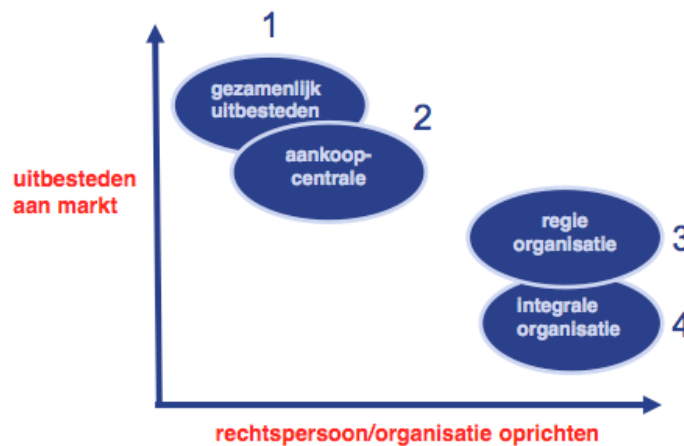 1
gezamenlijk
uitbesteden
2
aankoop-
centrale
uitbesteden
aan markt
regie
organisatie
3
integrale
organisatie
4
rechtspersoon/organisatie oprichten